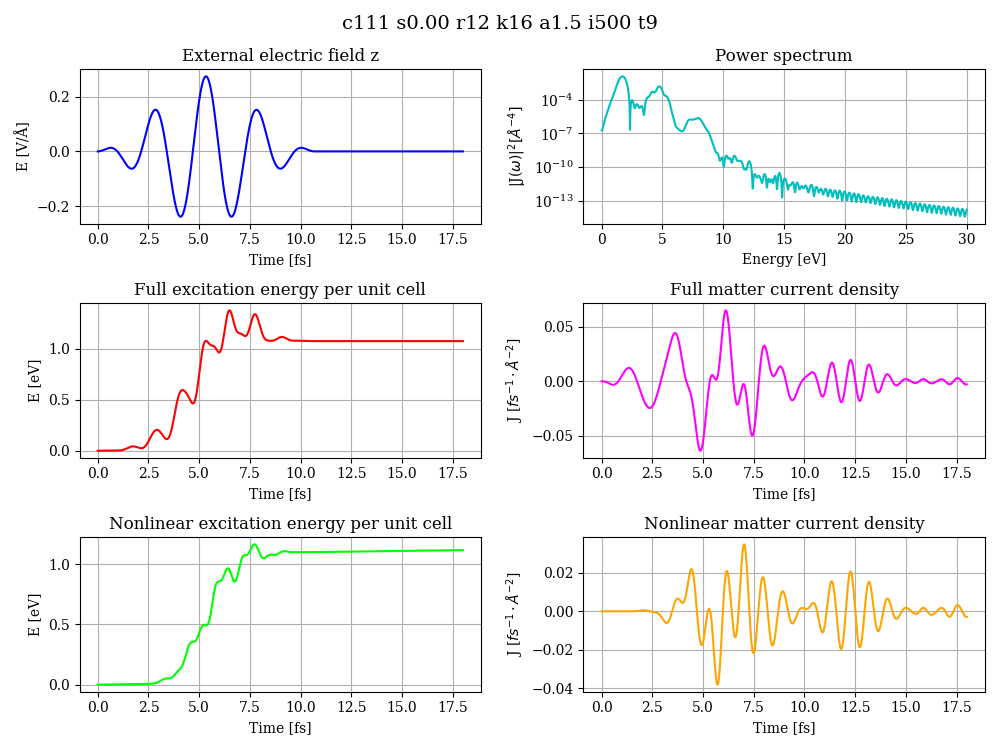 c111 s0.00 r12 k16 a1.5 i500 t9
External electric field z
E [V/Å]
0.2
0.0
−0.2
0.0 2.5 5.0 7.5 10.0 12.5 15.0 17.5
Time [fs]
Power spectrum
|J(ω)|² [Å⁻⁴]
10⁻⁴
10⁻⁷
10⁻¹⁰
10⁻¹³
0 5 10 15 20 25 30
Energy [eV]
Full excitation energy per unit cell
E [eV]
1.0
0.5
0.0
0.0 2.5 5.0 7.5 10.0 12.5 15.0 17.5
Time [fs]
Full matter current density
J [fs⁻¹ · Å⁻²]
0.05
0.00
−0.05
0.0 2.5 5.0 7.5 10.0 12.5 15.0 17.5
Time [fs]
Nonlinear excitation energy per unit cell
E [eV]
1.0
0.5
0.0
0.0 2.5 5.0 7.5 10.0 12.5 15.0 17.5
Time [fs]
Nonlinear matter current density
J [fs⁻¹ · Å⁻²]
0.02
0.00
−0.02
−0.04
0.0 2.5 5.0 7.5 10.0 12.5 15.0 17.5
Time [fs]